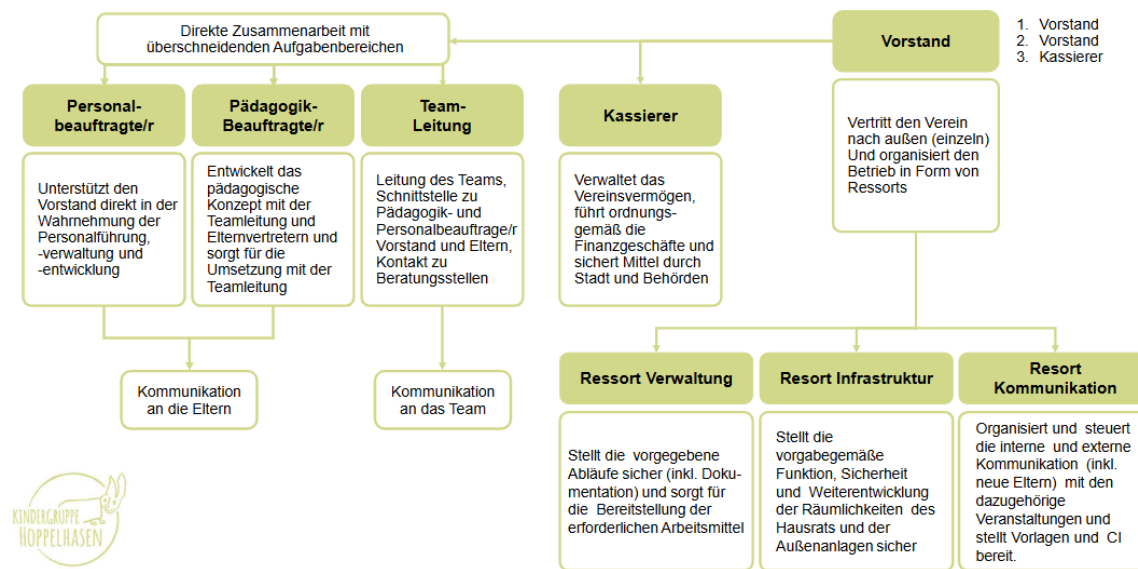 Direkte Zusammenarbeit mit
überschneidenden Aufgabenbereichen
Vorstand
1. Vorstand
2. Vorstand
3. Kassierer
Personal-
beauftragte/r
Pädagogik-
Beauftragte/r
Team-
Leitung
Kassierer
Vertritt den Verein
nach außen (einzeln)
Und organisiert den
Betrieb in Form von
Ressorts
Unterstützt den
Vorstand direkt in der
Wahrnehmung der
Personalführung,
-verwaltung und
-entwicklung
Entwickelt das
pädagogische
Konzept mit der
Teamleitung und
Elternvertretern und
sorgt für die
Umsetzung mit der
Teamleitung
Leitung des Teams,
Schnittstelle zu
Pädagogik- und
Personalbeauftrage/r
Vorstand und Eltern,
Kontakt zu
Beratungsstellen
Verwaltet das
Vereinsvermögen,
führt ordnungs-
gemäß die
Finanzgeschäfte und
sichert Mittel durch
Stadt und Behörden
Kommunikation
an die Eltern
Kommunikation
an das Team
Ressort Verwaltung
Resort Infrastruktur
Resort
Kommunikation
Stellt die vorgegebene
Abläufe sicher (inkl. Doku-
mentation) und sorgt für
die Bereitstellung der
erforderlichen Arbeitsmittel
Stellt die
vorgabegemäße
Funktion, Sicherheit
und Weiterentwicklung
der Räumlichkeiten des
Hausrats und der
Außenanlagen sicher
Organisiert und steuert
die interne und externe
Kommunikation (inkl.
neue Eltern) mit den
dazugehörige
Veranstaltungen und
stellt Vorlagen und CI
bereit.
KINDERGRUPPE
HOPPELHASEN